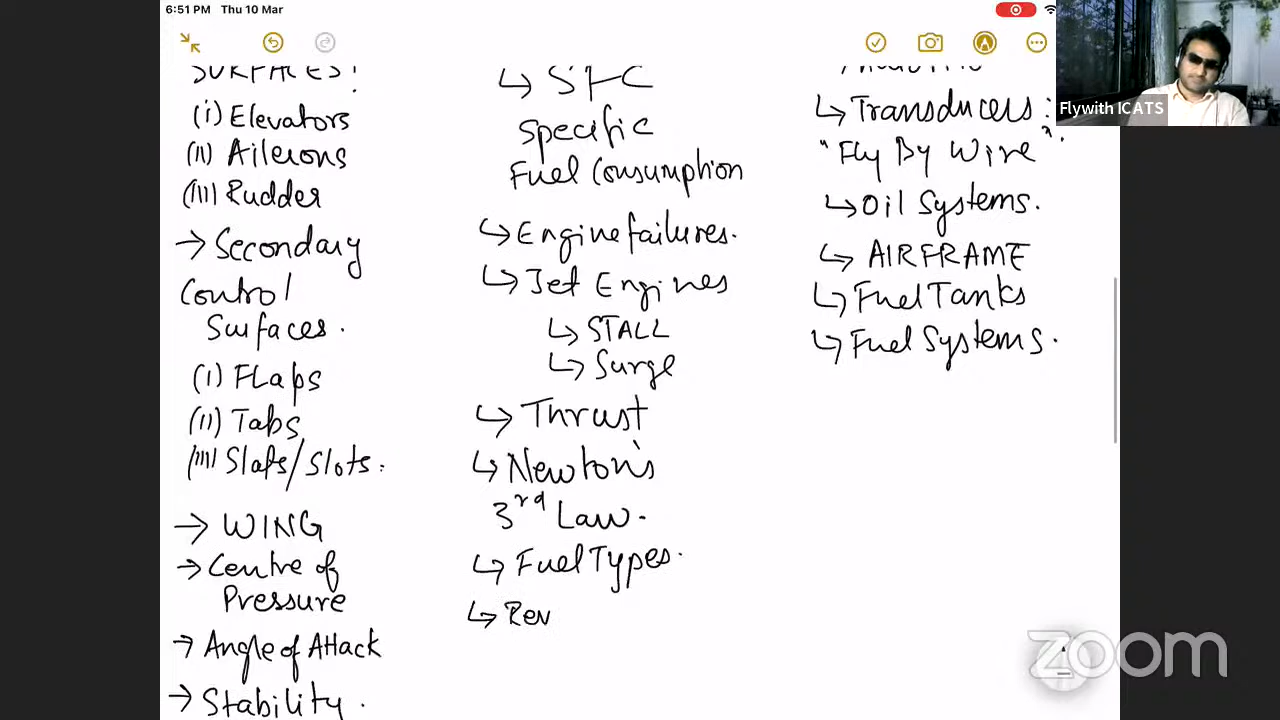 6:51 PM Thu 10 Mar
SURFACES:
(i) Elevators
(ii) Ailerons
(iii) Rudder
→ Secondary
Control
Surfaces.
(i) Flaps
(ii) Tabs
(iii) Slats/Slots.
→ WING
→ Centre of
Pressure
→ Angle of Attack
→ Stability.
↳ SFC
Specific
Fuel Consumption
↳ Engine failures.
↳ Jet Engines
↳ STALL
↳ Surge
↳ Thrust
↳ Newton's
3rd Law.
↳ Fuel Types.
↳ Rev
↳ Transducers:
"Fly By Wire"
↳ Oil Systems.
↳ AIRFRAME
↳ Fuel Tanks
↳ Fuel Systems.
Flywith ICATS
zoom